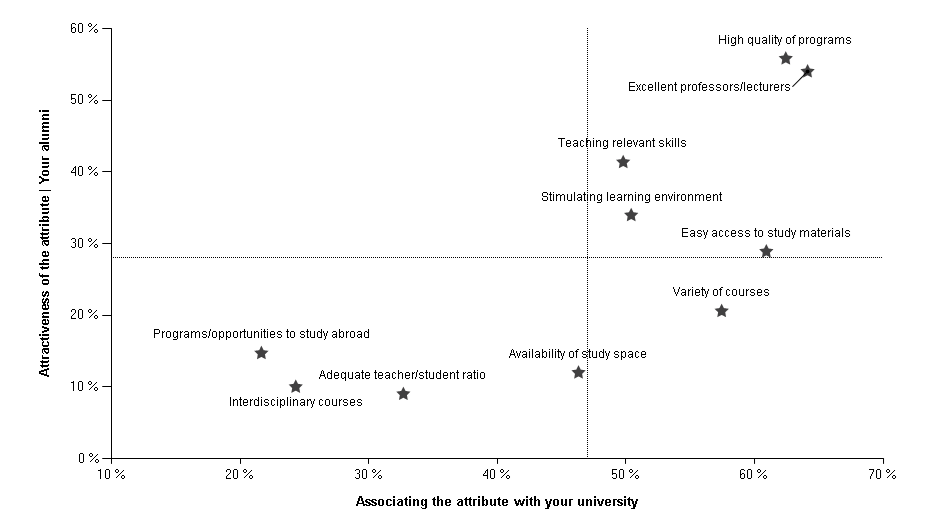 60 %
High quality of programs
Excellent professors/lecturers
50 %
Teaching relevant skills
40 %
Stimulating learning environment
Easy access to study materials
30 %
Variety of courses
20 %
Programs/opportunities to study abroad
Availability of study space
Adequate teacher/student ratio
10 %
Interdisciplinary courses
0 %
10 % 20 % 30 % 40 % 50 % 60 % 70 %
Associating the attribute with your university
Attractiveness of the attribute | Your alumni